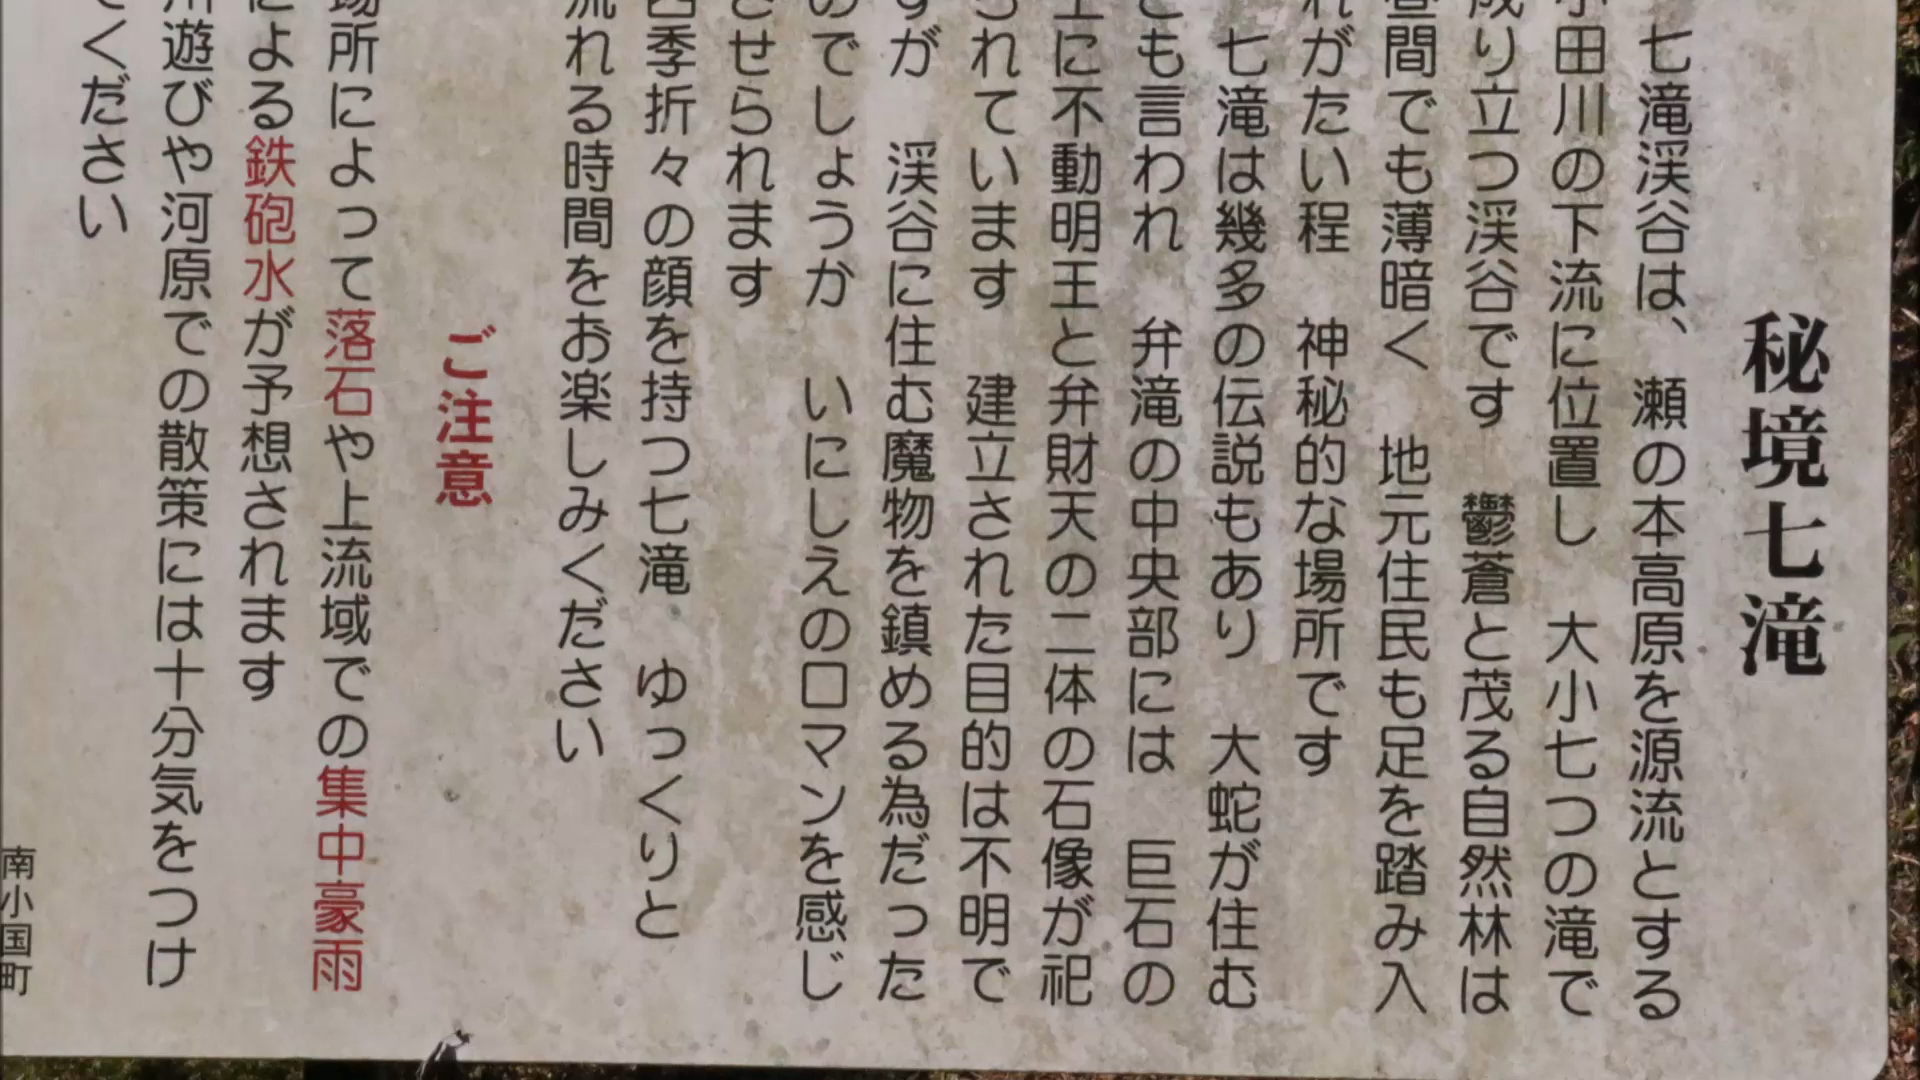 秘境七滝
七滝渓谷は、瀬の本高原を源流とする
小田川の下流に位置し　大小七つの滝で
成り立つ渓谷です　鬱蒼と茂る自然林は
昼間でも薄暗く　地元住民も足を踏み入
れがたい程　神秘的な場所です
七滝は幾多の伝説もあり　大蛇が住む
とも言われ　弁滝の中央部には　巨石の
上に不動明王と弁財天の二体の石像が祀
られています　建立された目的は不明で
すが　渓谷に住む魔物を鎮める為だった
のでしょうか　いにしえのロマンを感じ
させられます
四季折々の顔を持つ七滝　ゆっくりと
流れる時間をお楽しみください
ご注意
場所によって落石や上流域での集中豪雨
による鉄砲水が予想されます
川遊びや河原での散策には十分気をつけ
てください
南小国町